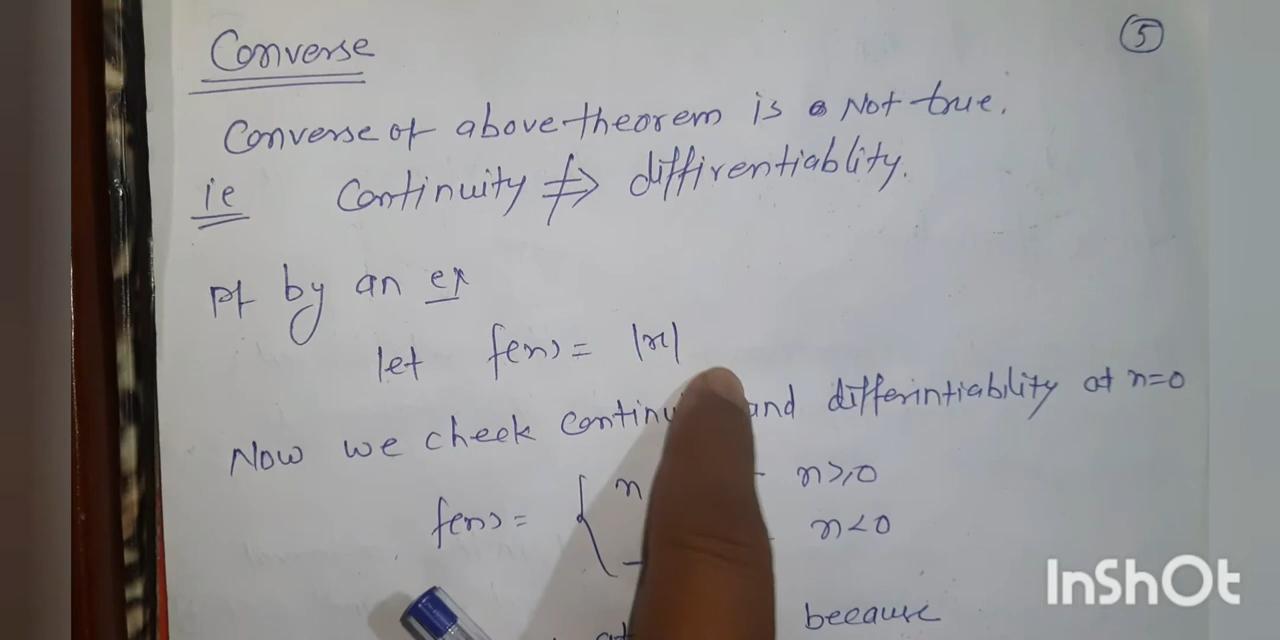 Converse
5
Converse of above theorem is Not true.
ie Continuity ⇏ diffirentiablity.
Pf by an ex
let f(x) = |x|
Now we check and differintiability at x=0
f(x) = { x x≥0
- x<0
at because
InShOt